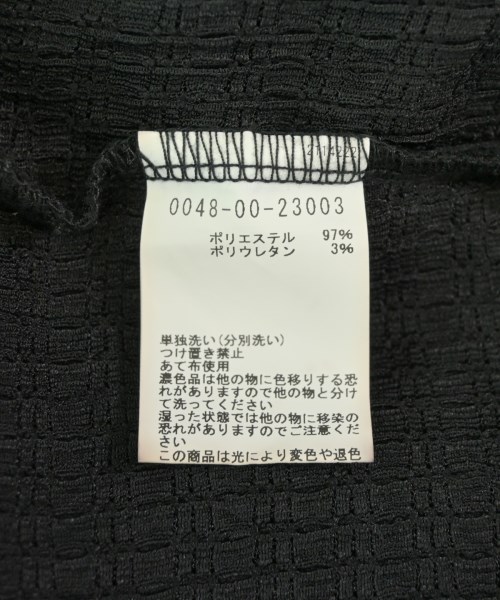 0048-00-23003
ポリエステル 97%
ポリウレタン 3%
単独洗い(分別洗い)
つけ置き禁止
あて布使用
濃色品は他の物に色移りする恐
れがありますので他の物と分け
て洗ってください
湿った状態では他の物に移染の
恐れがありますのでご注意くだ
さい
この商品は光により変色や退色